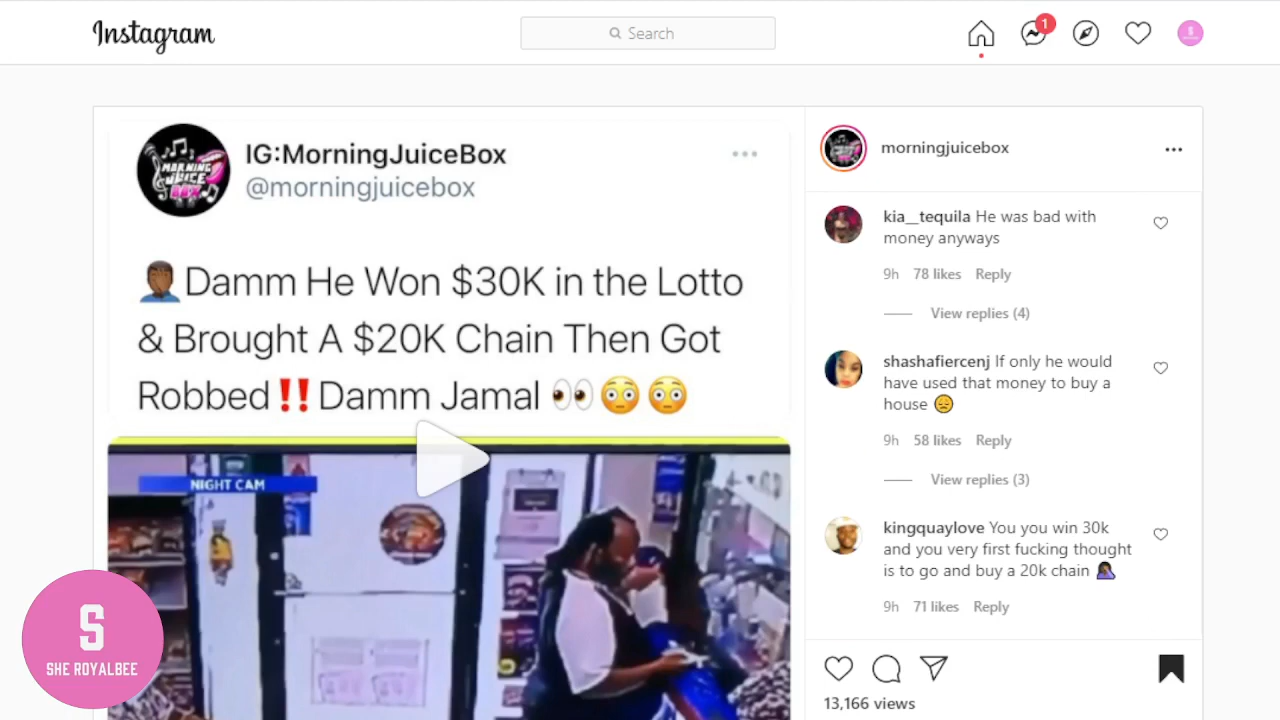 Instagram
Search
1
IG:MorningJuiceBox
@morningjuicebox
MORNING
JUICE
BOX
🤦🏾‍♂️Damm He Won $30K in the Lotto
& Brought A $20K Chain Then Got
Robbed‼️Damm Jamal 👀😳😳
NIGHT CAM
S
SHE ROYALBEE
morningjuicebox
kia__tequila He was bad with
money anyways
9h 78 likes Reply
View replies (4)
shashafiercenj If only he would
have used that money to buy a
house 😔
9h 58 likes Reply
View replies (3)
kingquaylove You you win 30k
and you very first fucking thought
is to go and buy a 20k chain 🤦🏾‍♀️
9h 71 likes Reply
13,166 views